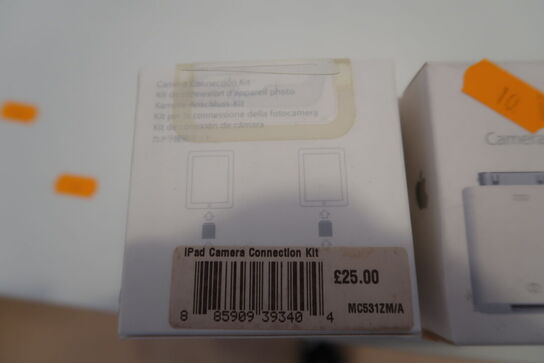 Camera Connection Kit
Kit de connexion d'appareil photo
Kamera-Anschluss-Kit
Kit per la connessione della fotocamera
Kit de conexión de cámara
iPad Camera Connection Kit
£25.00
MC531ZM/A
8 85909 39340 4
10
Camera